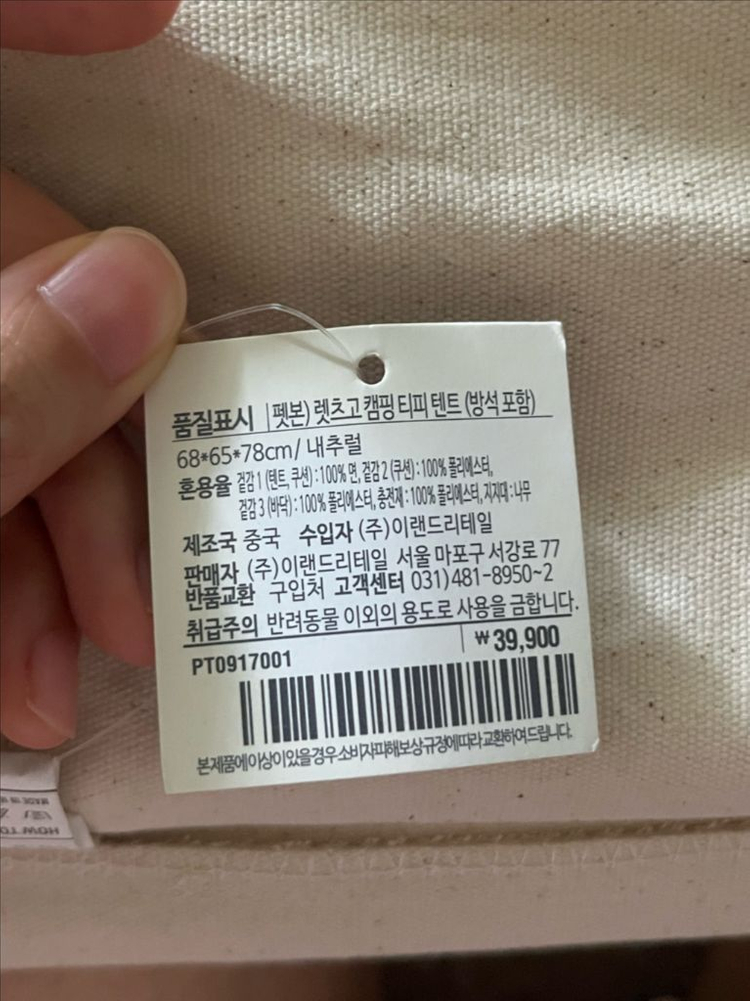 품질표시 펫본) 렛츠고 캠핑 티피 텐트 (방석 포함)
68*65*78cm/ 내추럴
혼용율 겉감 1 (텐트, 쿠션) : 100% 면, 겉감 2 (쿠션) : 100% 폴리에스터,
겉감 3 (바닥) : 100% 폴리에스터, 충전재 : 100% 폴리에스터, 지지대 : 나무
제조국 중국 수입자 (주)이랜드리테일
판매자 (주)이랜드리테일 서울 마포구 서강로 77
반품교환 구입처 고객센터 031)481-8950~2
취급주의 반려동물 이외의 용도로 사용을 금합니다.
₩39,900
PT0917001
본제품에이상이있을경우소비자피해보상규정에따라교환하여드립니다.
HOW TO